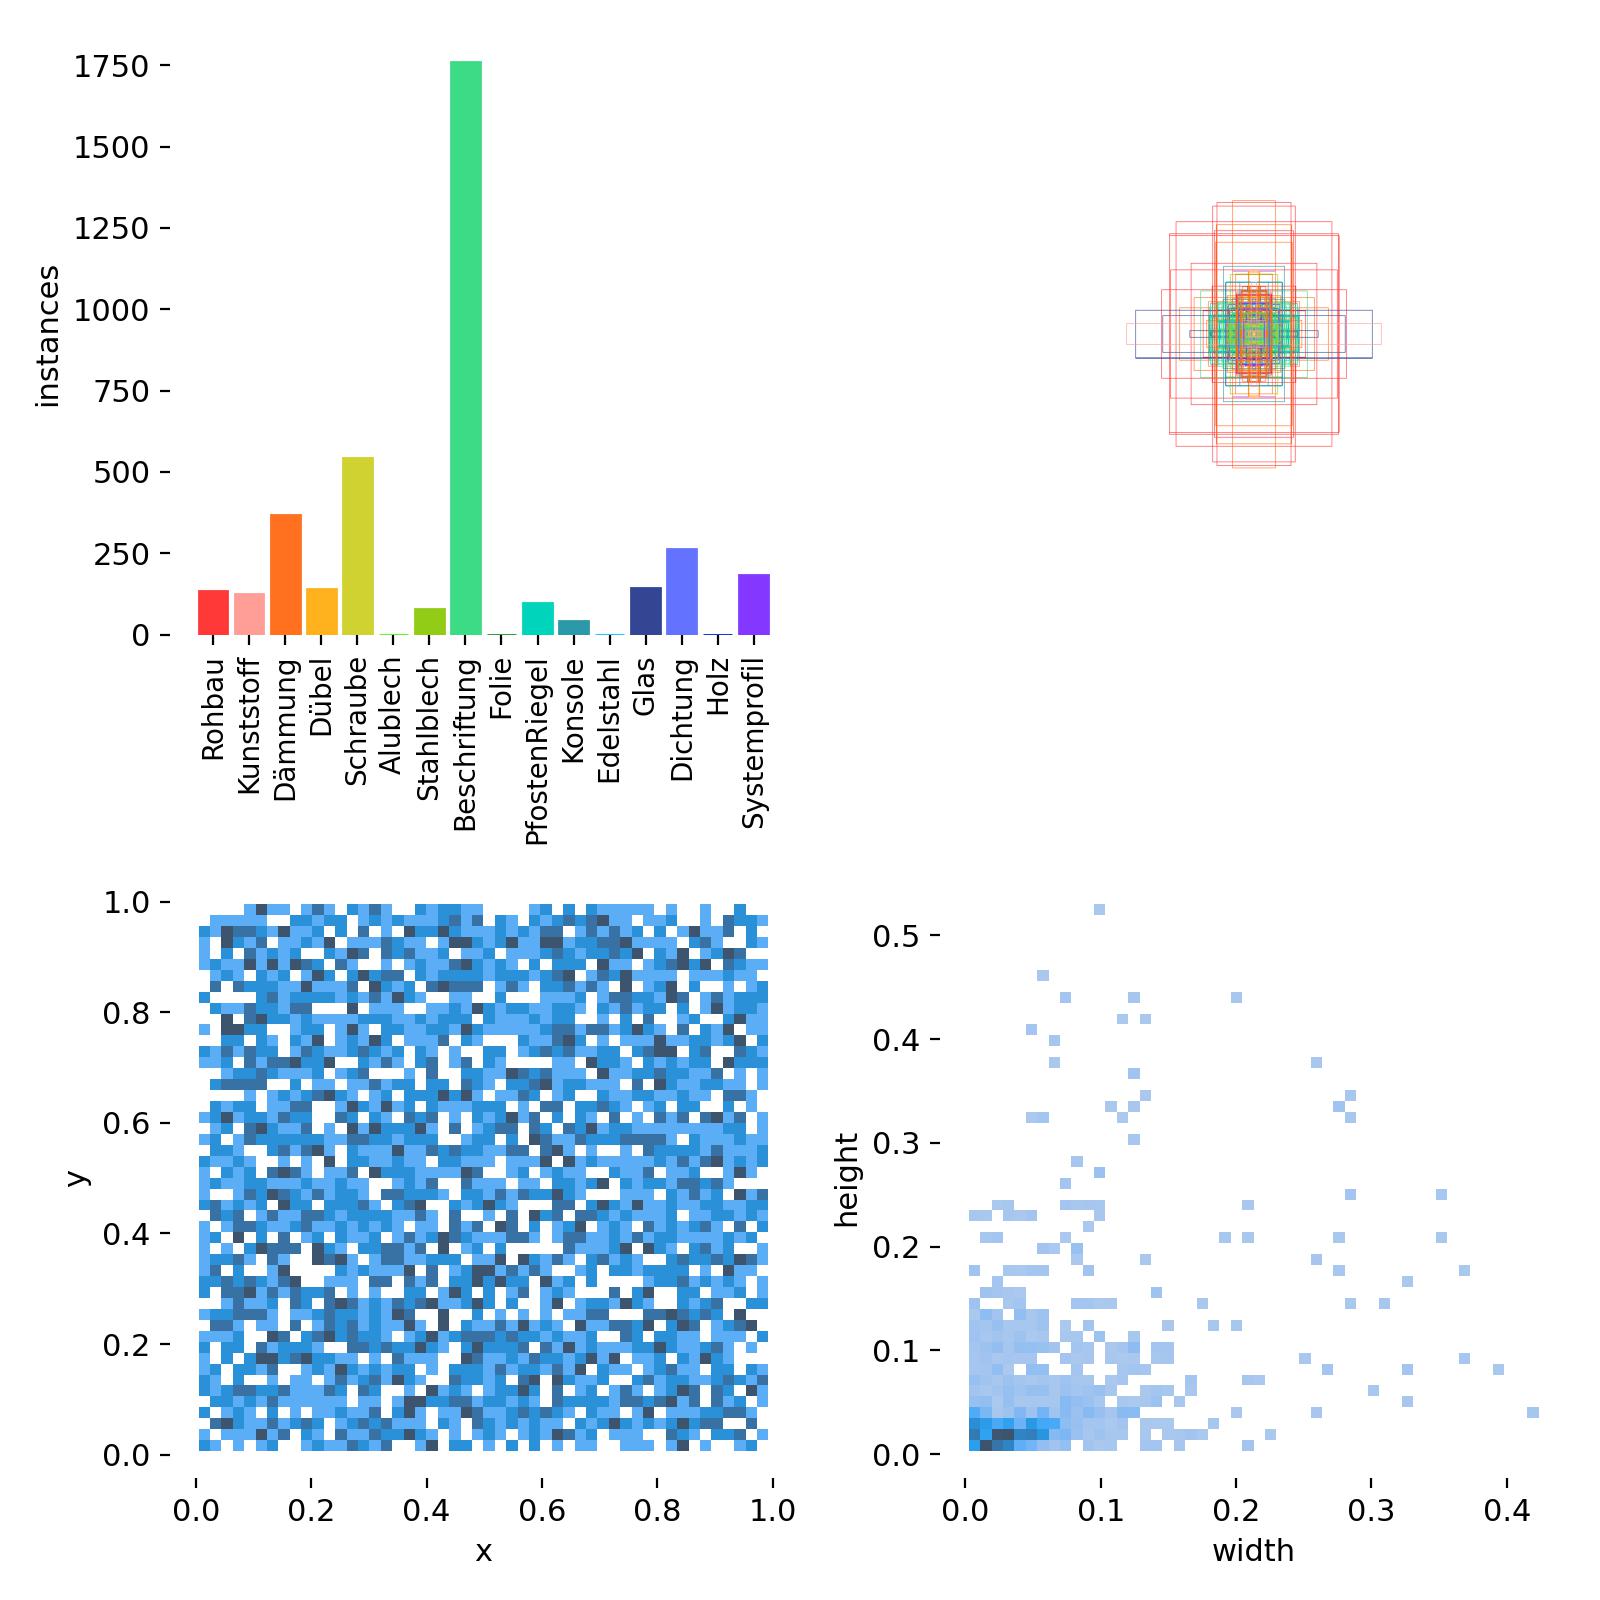 1750
1500
1250
1000
750
500
250
0
instances
Rohbau
Kunststoff
Dämmung
Dübel
Schraube
Alublech
Stahlblech
Beschriftung
Folie
PfostenRiegel
Konsole
Edelstahl
Glas
Dichtung
Holz
Systemprofil
1.0
0.8
0.6
0.4
0.2
0.0
y
0.0 0.2 0.4 0.6 0.8 1.0
x
0.5
0.4
0.3
0.2
0.1
0.0
height
0.0 0.1 0.2 0.3 0.4
width